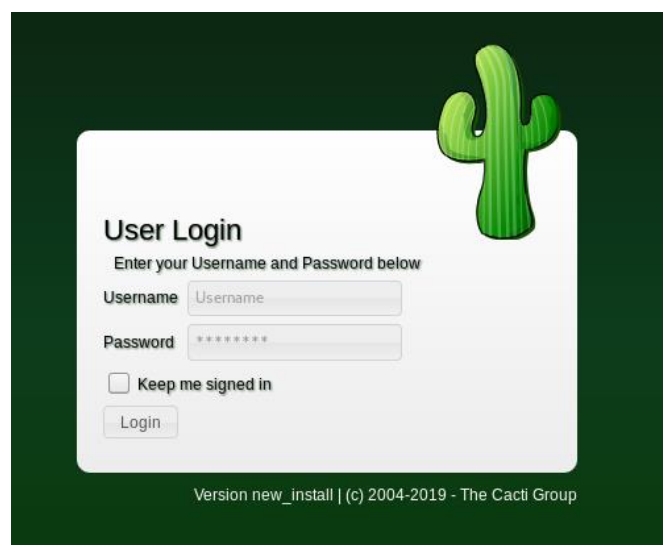 User Login
Enter your Username and Password below
Username Username
Password ********
Keep me signed in
Login
Version new_install | (c) 2004-2019 - The Cacti Group